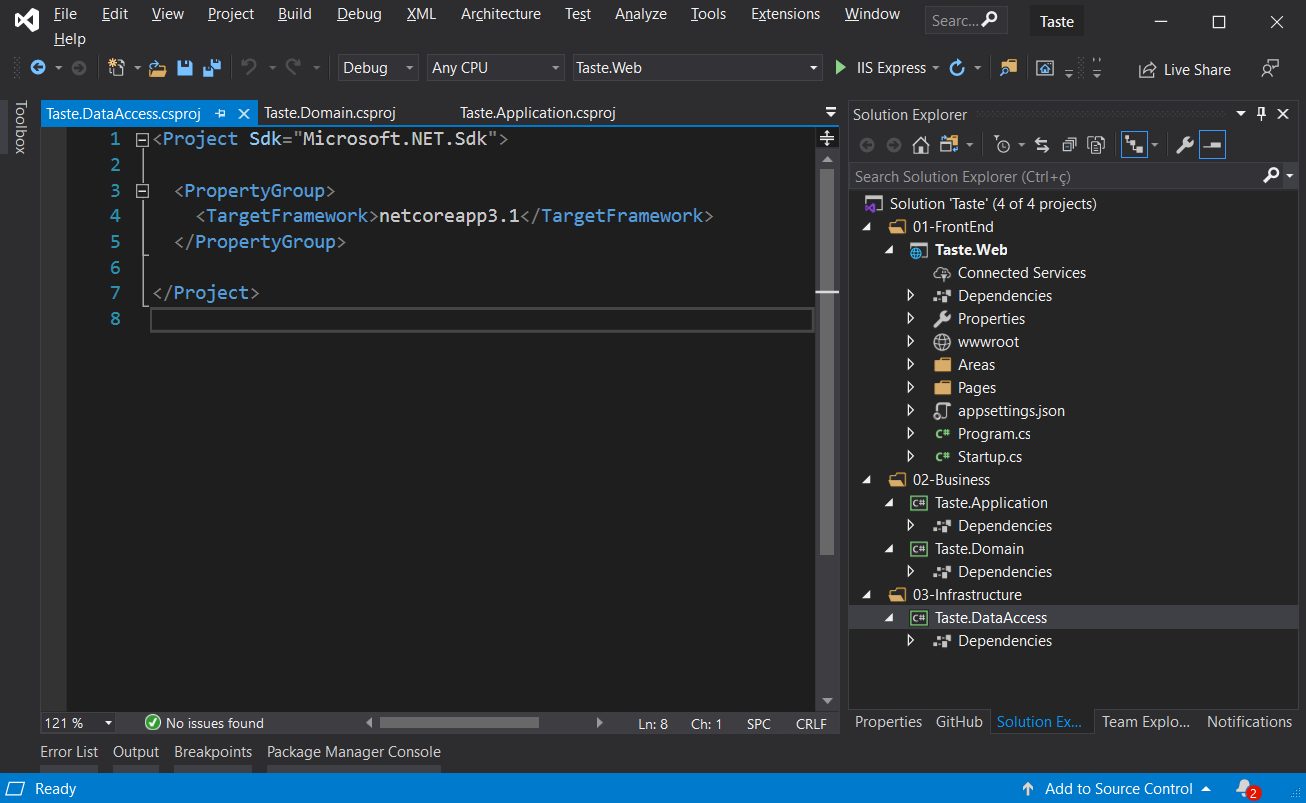 File Edit View Project Build Debug XML Architecture Test Analyze Tools Extensions Window Searc... Taste
Help
Debug Any CPU Taste.Web IIS Express Live Share
Toolbox
Taste.DataAccess.csproj Taste.Domain.csproj Taste.Application.csproj
1 <Project Sdk="Microsoft.NET.Sdk">
2
3 <PropertyGroup>
4 <TargetFramework>netcoreapp3.1</TargetFramework>
5 </PropertyGroup>
6
7 </Project>
8
121 % No issues found Ln: 8 Ch: 1 SPC CRLF
Solution Explorer
Search Solution Explorer (Ctrl+ç)
Solution 'Taste' (4 of 4 projects)
01-FrontEnd
Taste.Web
Connected Services
Dependencies
Properties
wwwroot
Areas
Pages
appsettings.json
C# Program.cs
C# Startup.cs
02-Business
C# Taste.Application
Dependencies
C# Taste.Domain
Dependencies
03-Infrastructure
C# Taste.DataAccess
Dependencies
Properties GitHub Solution Ex... Team Explo... Notifications
Error List Output Breakpoints Package Manager Console
Ready Add to Source Control 2